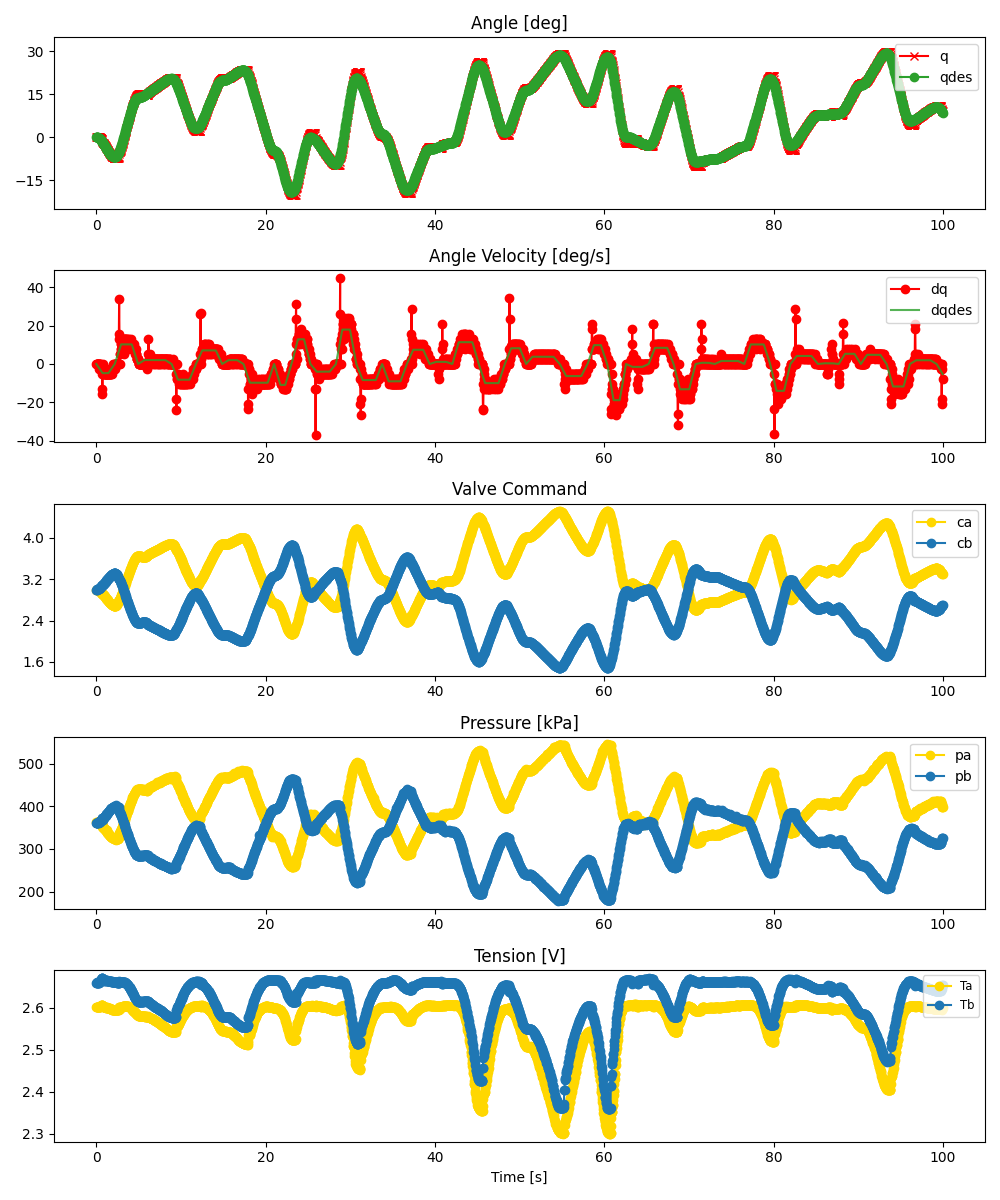 Angle [deg]
30
15
0
−15
q
qdes
0 20 40 60 80 100
Angle Velocity [deg/s]
40
20
0
−20
−40
dq
dqdes
0 20 40 60 80 100
Valve Command
4.0
3.2
2.4
1.6
ca
cb
0 20 40 60 80 100
Pressure [kPa]
500
400
300
200
pa
pb
0 20 40 60 80 100
Tension [V]
2.6
2.5
2.4
2.3
Ta
Tb
0 20 40 60 80 100
Time [s]